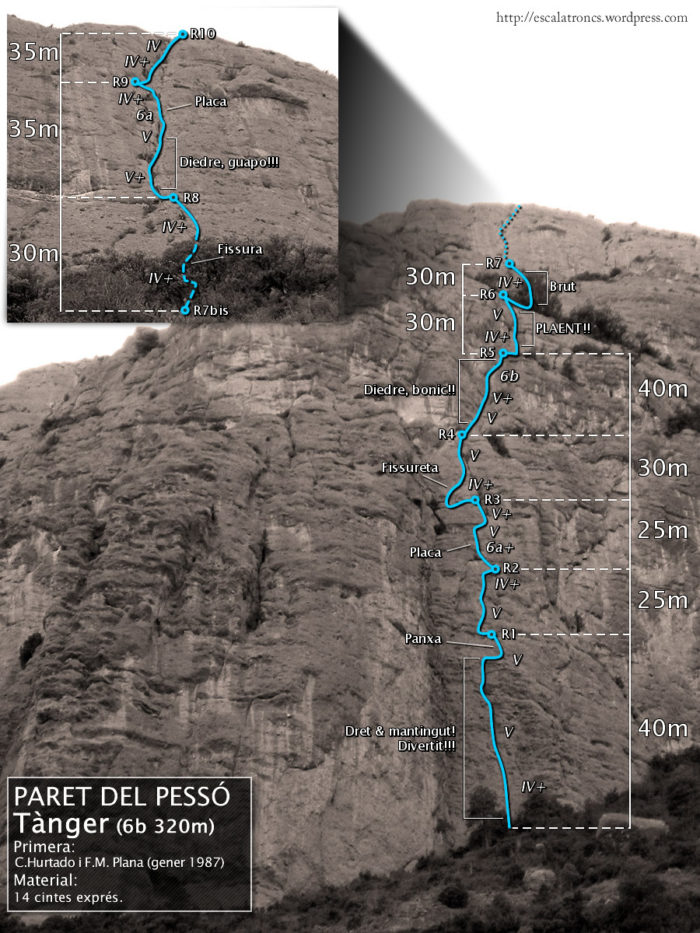 http://escalatroncs.wordpress.com
35m
IV
R10
IV+
R9
IV+
Placa
6a
35m
V
Diedre, guapo!!!
V+
R8
IV+
Fissura
30m
IV+
R7bis
R7
30m
IV+
Brut
R6
30m
V
PLAENT!!
IV+
R5
6b
40m
Diedre, bonic!!
V+
V
R4
V
30m
Fissureta
IV+
R3
V+
25m
V
Placa
6a+
R2
IV+
25m
V
R1
Panxa
V
40m
Dret & mantingut!
Divertit!!!
V
IV+
PARET DEL PESSÓ
Tànger (6b 320m)
Primera:
C.Hurtado i F.M. Plana (gener 1987)
Material:
14 cintes exprés.